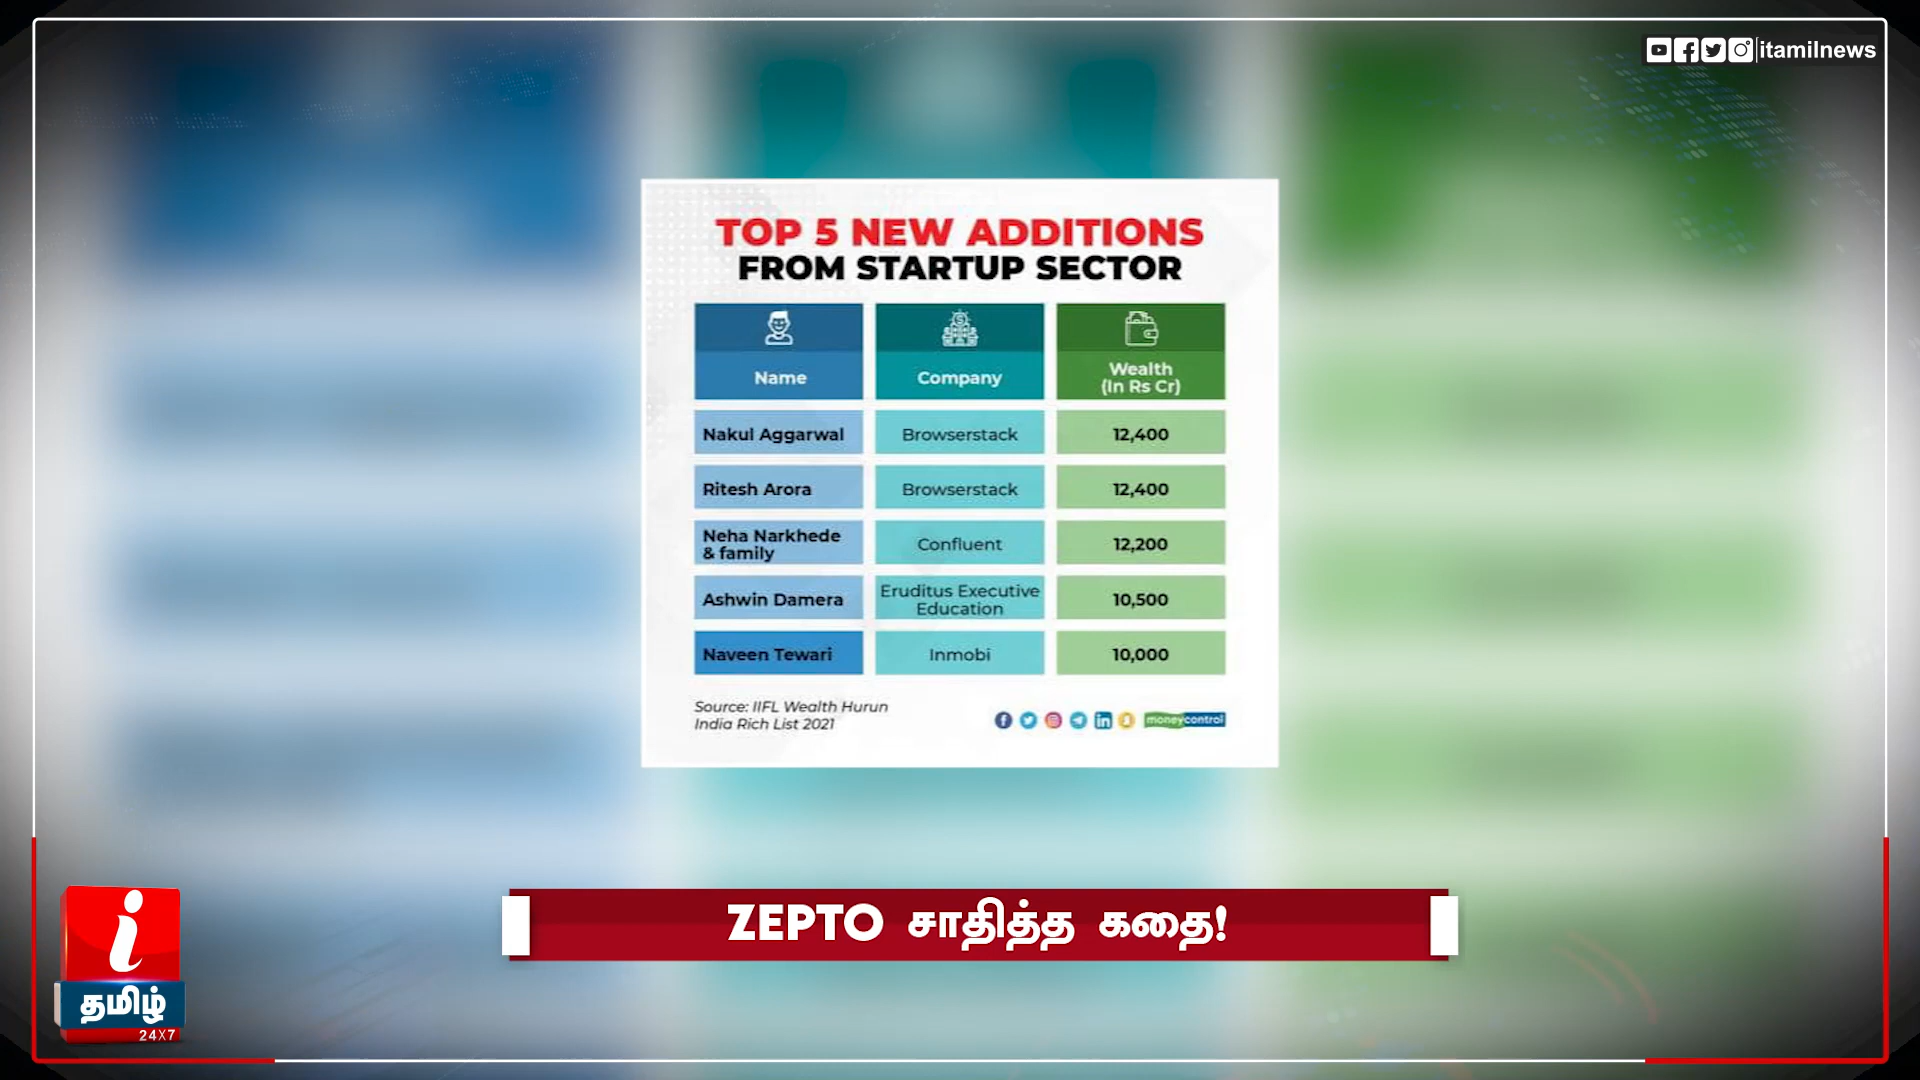 itamilnews
TOP 5 NEW ADDITIONS
FROM STARTUP SECTOR
Name
Company
Wealth
(In Rs Cr)
Nakul Aggarwal
Browserstack
12,400
Ritesh Arora
Browserstack
12,400
Neha Narkhede
& family
Confluent
12,200
Ashwin Damera
Eruditus Executive
Education
10,500
Naveen Tewari
Inmobi
10,000
Source: IIFL Wealth Hurun
India Rich List 2021
moneycontrol
ZEPTO சாதித்த கதை!
i
தமிழ்
24X7